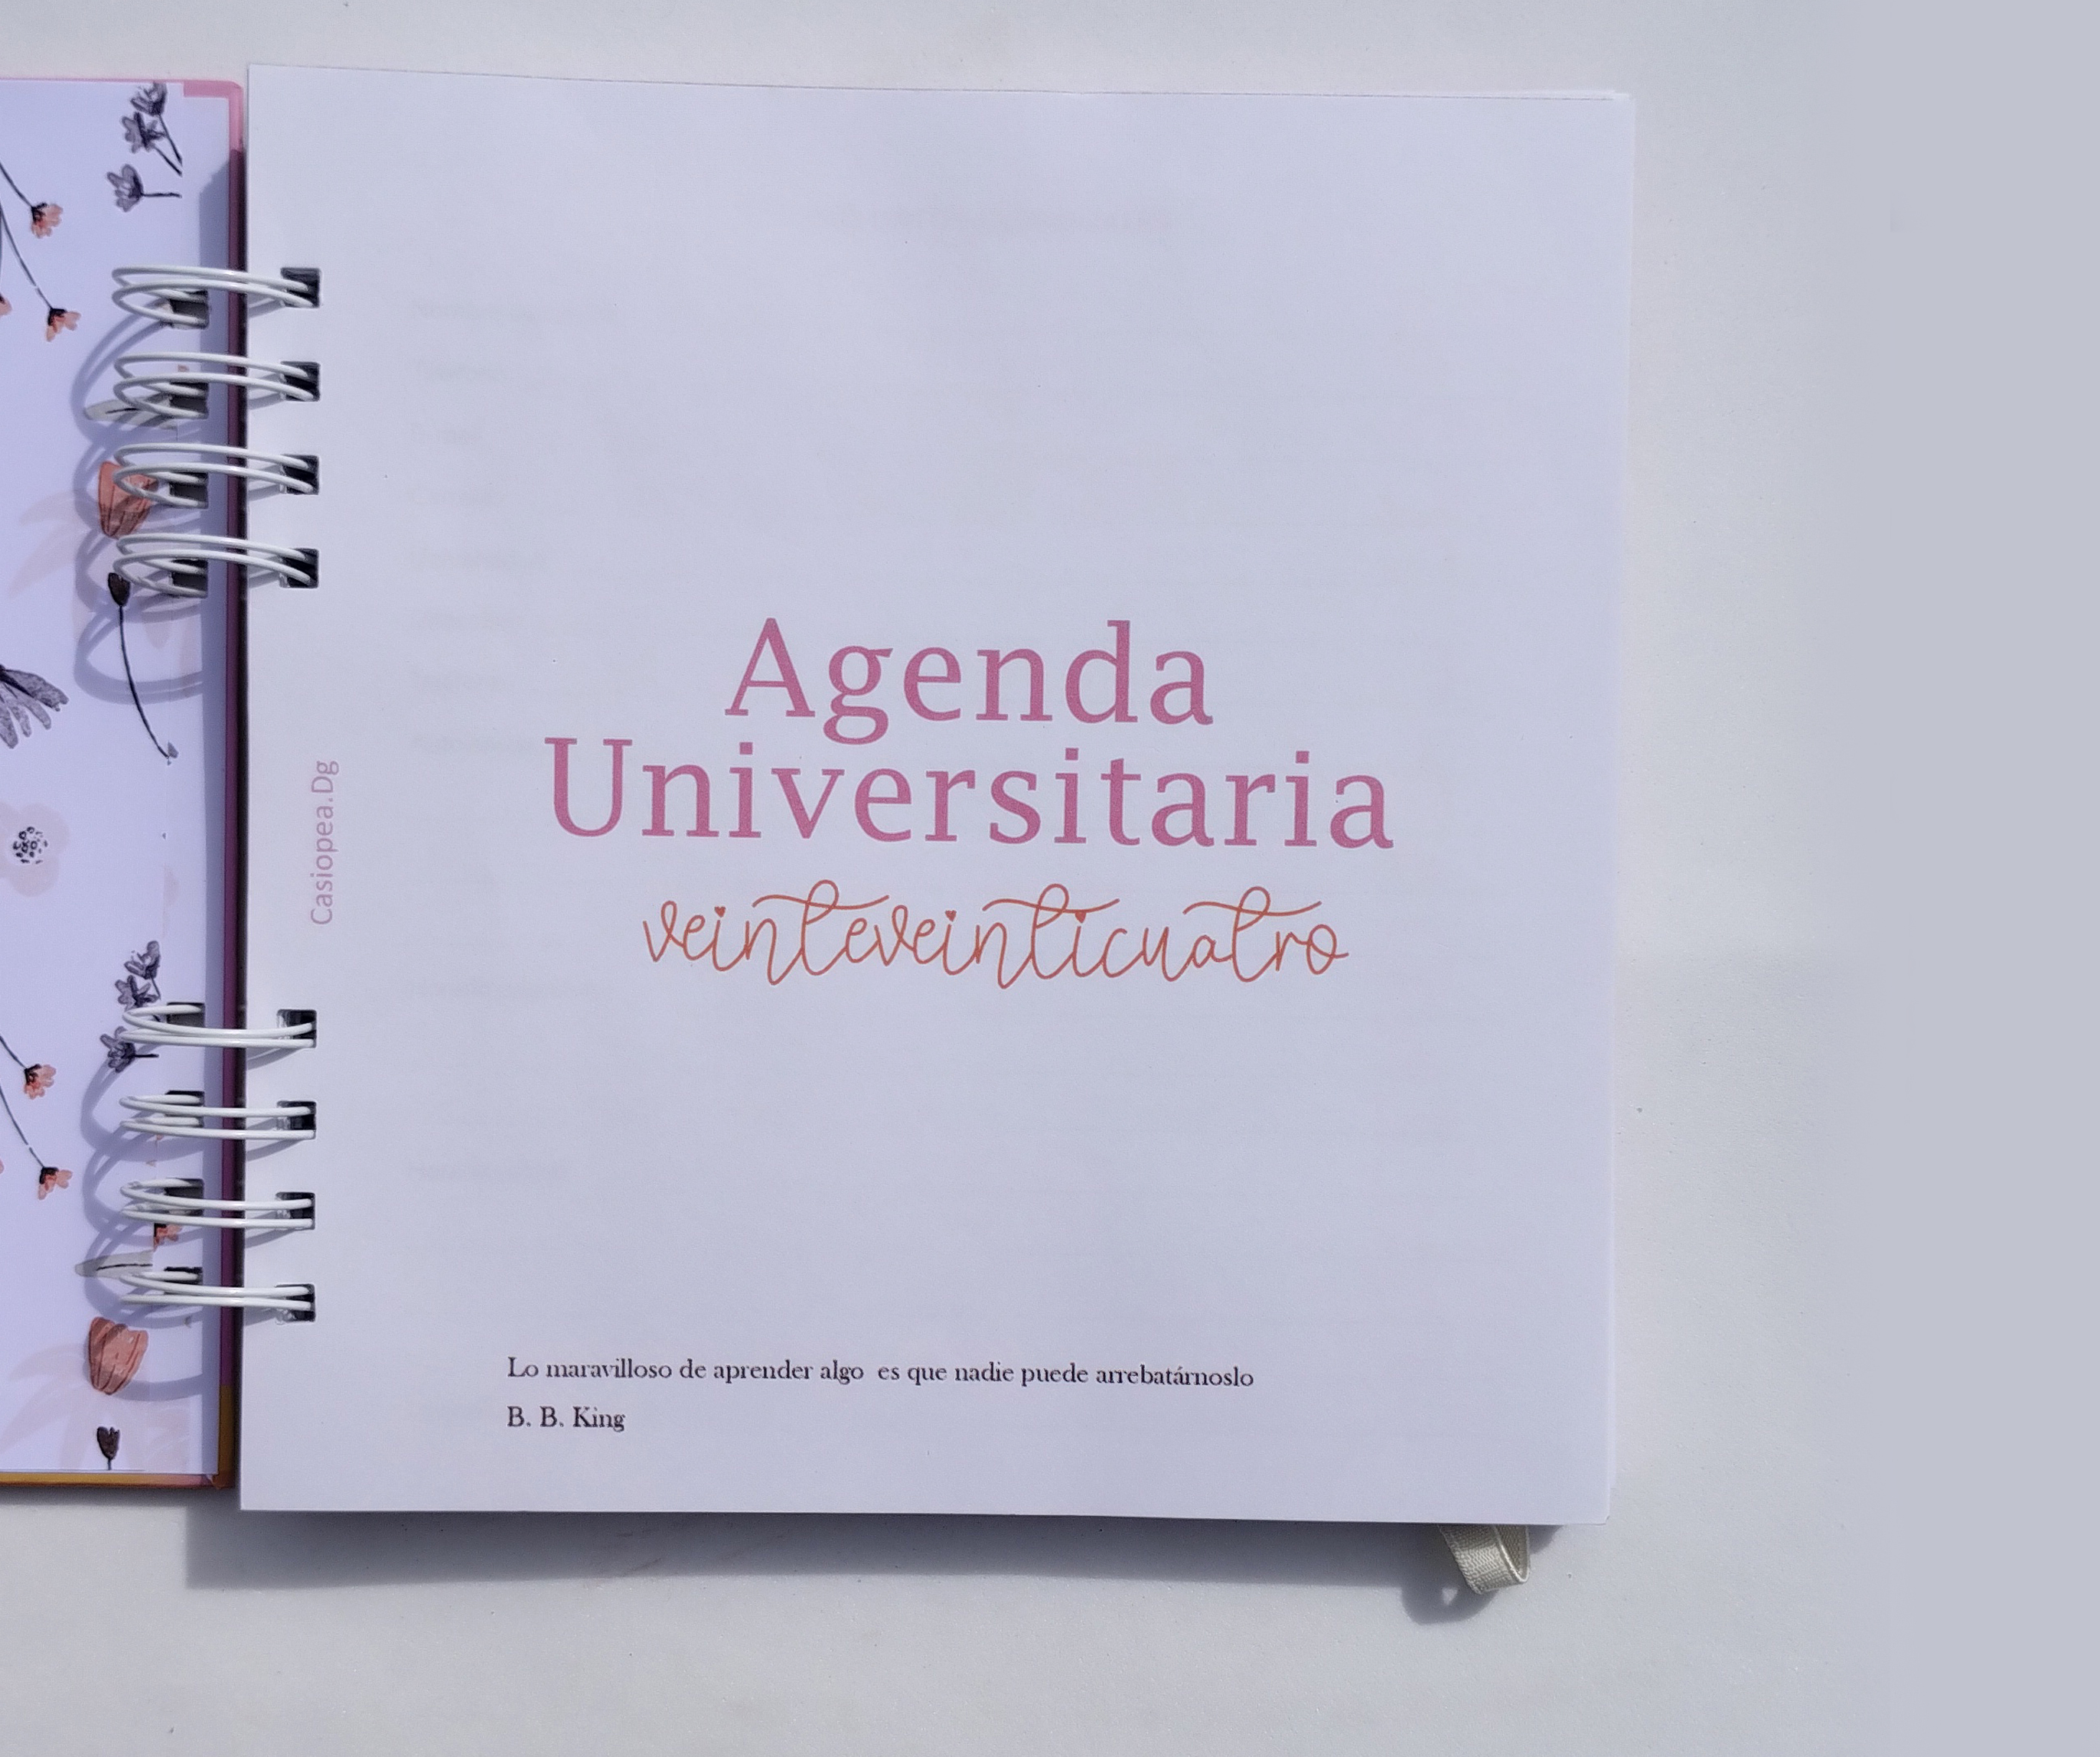 Agenda
Universitaria
veinteveinticuatro
Casiopea.Dg
Lo maravilloso de aprender algo es que nadie puede arrebatárnoslo
B. B. King